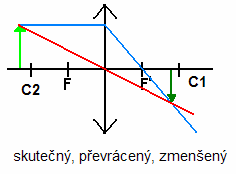 C2 F F' C1
skutečný, převrácený, zmenšený